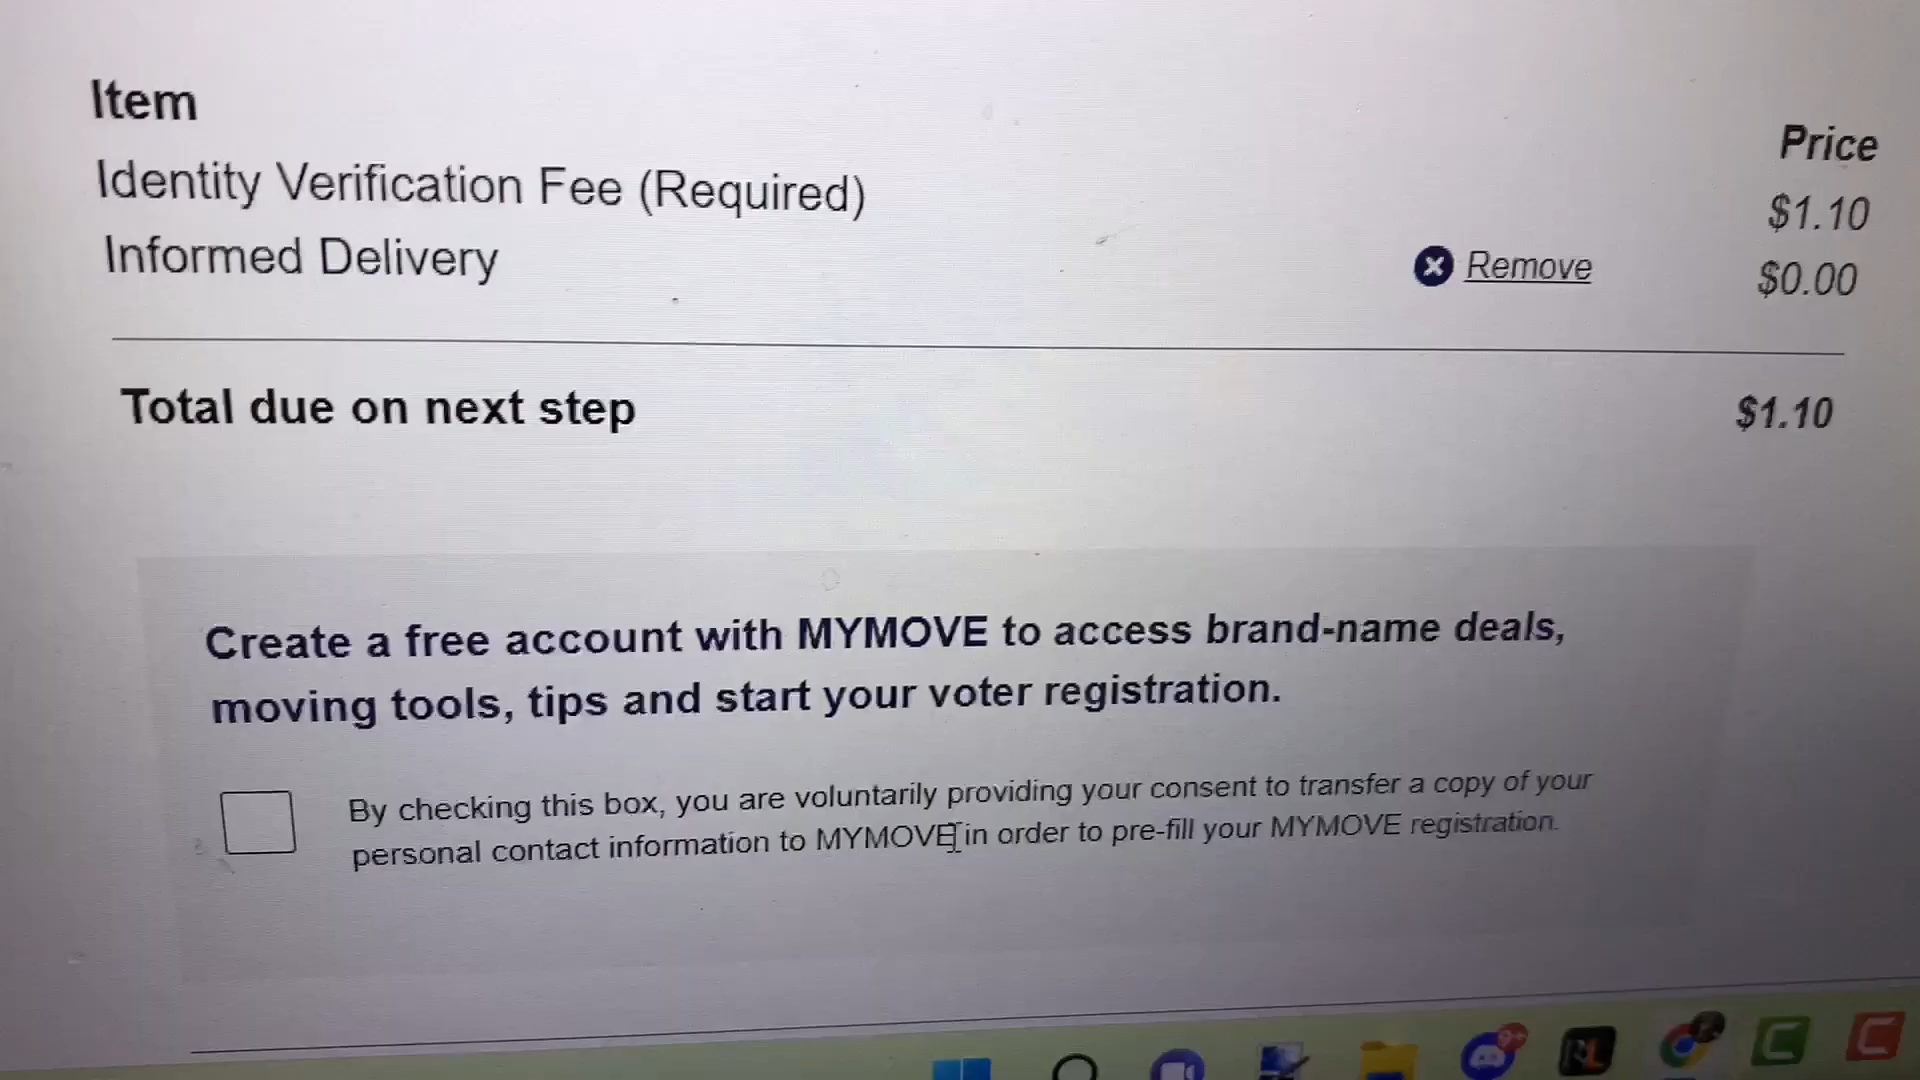 Item
Price
Identity Verification Fee (Required)
$1.10
Informed Delivery
Remove
$0.00
Total due on next step
$1.10
Create a free account with MYMOVE to access brand-name deals,
moving tools, tips and start your voter registration.
By checking this box, you are voluntarily providing your consent to transfer a copy of your
personal contact information to MYMOVE in order to pre-fill your MYMOVE registration.
9+
RL